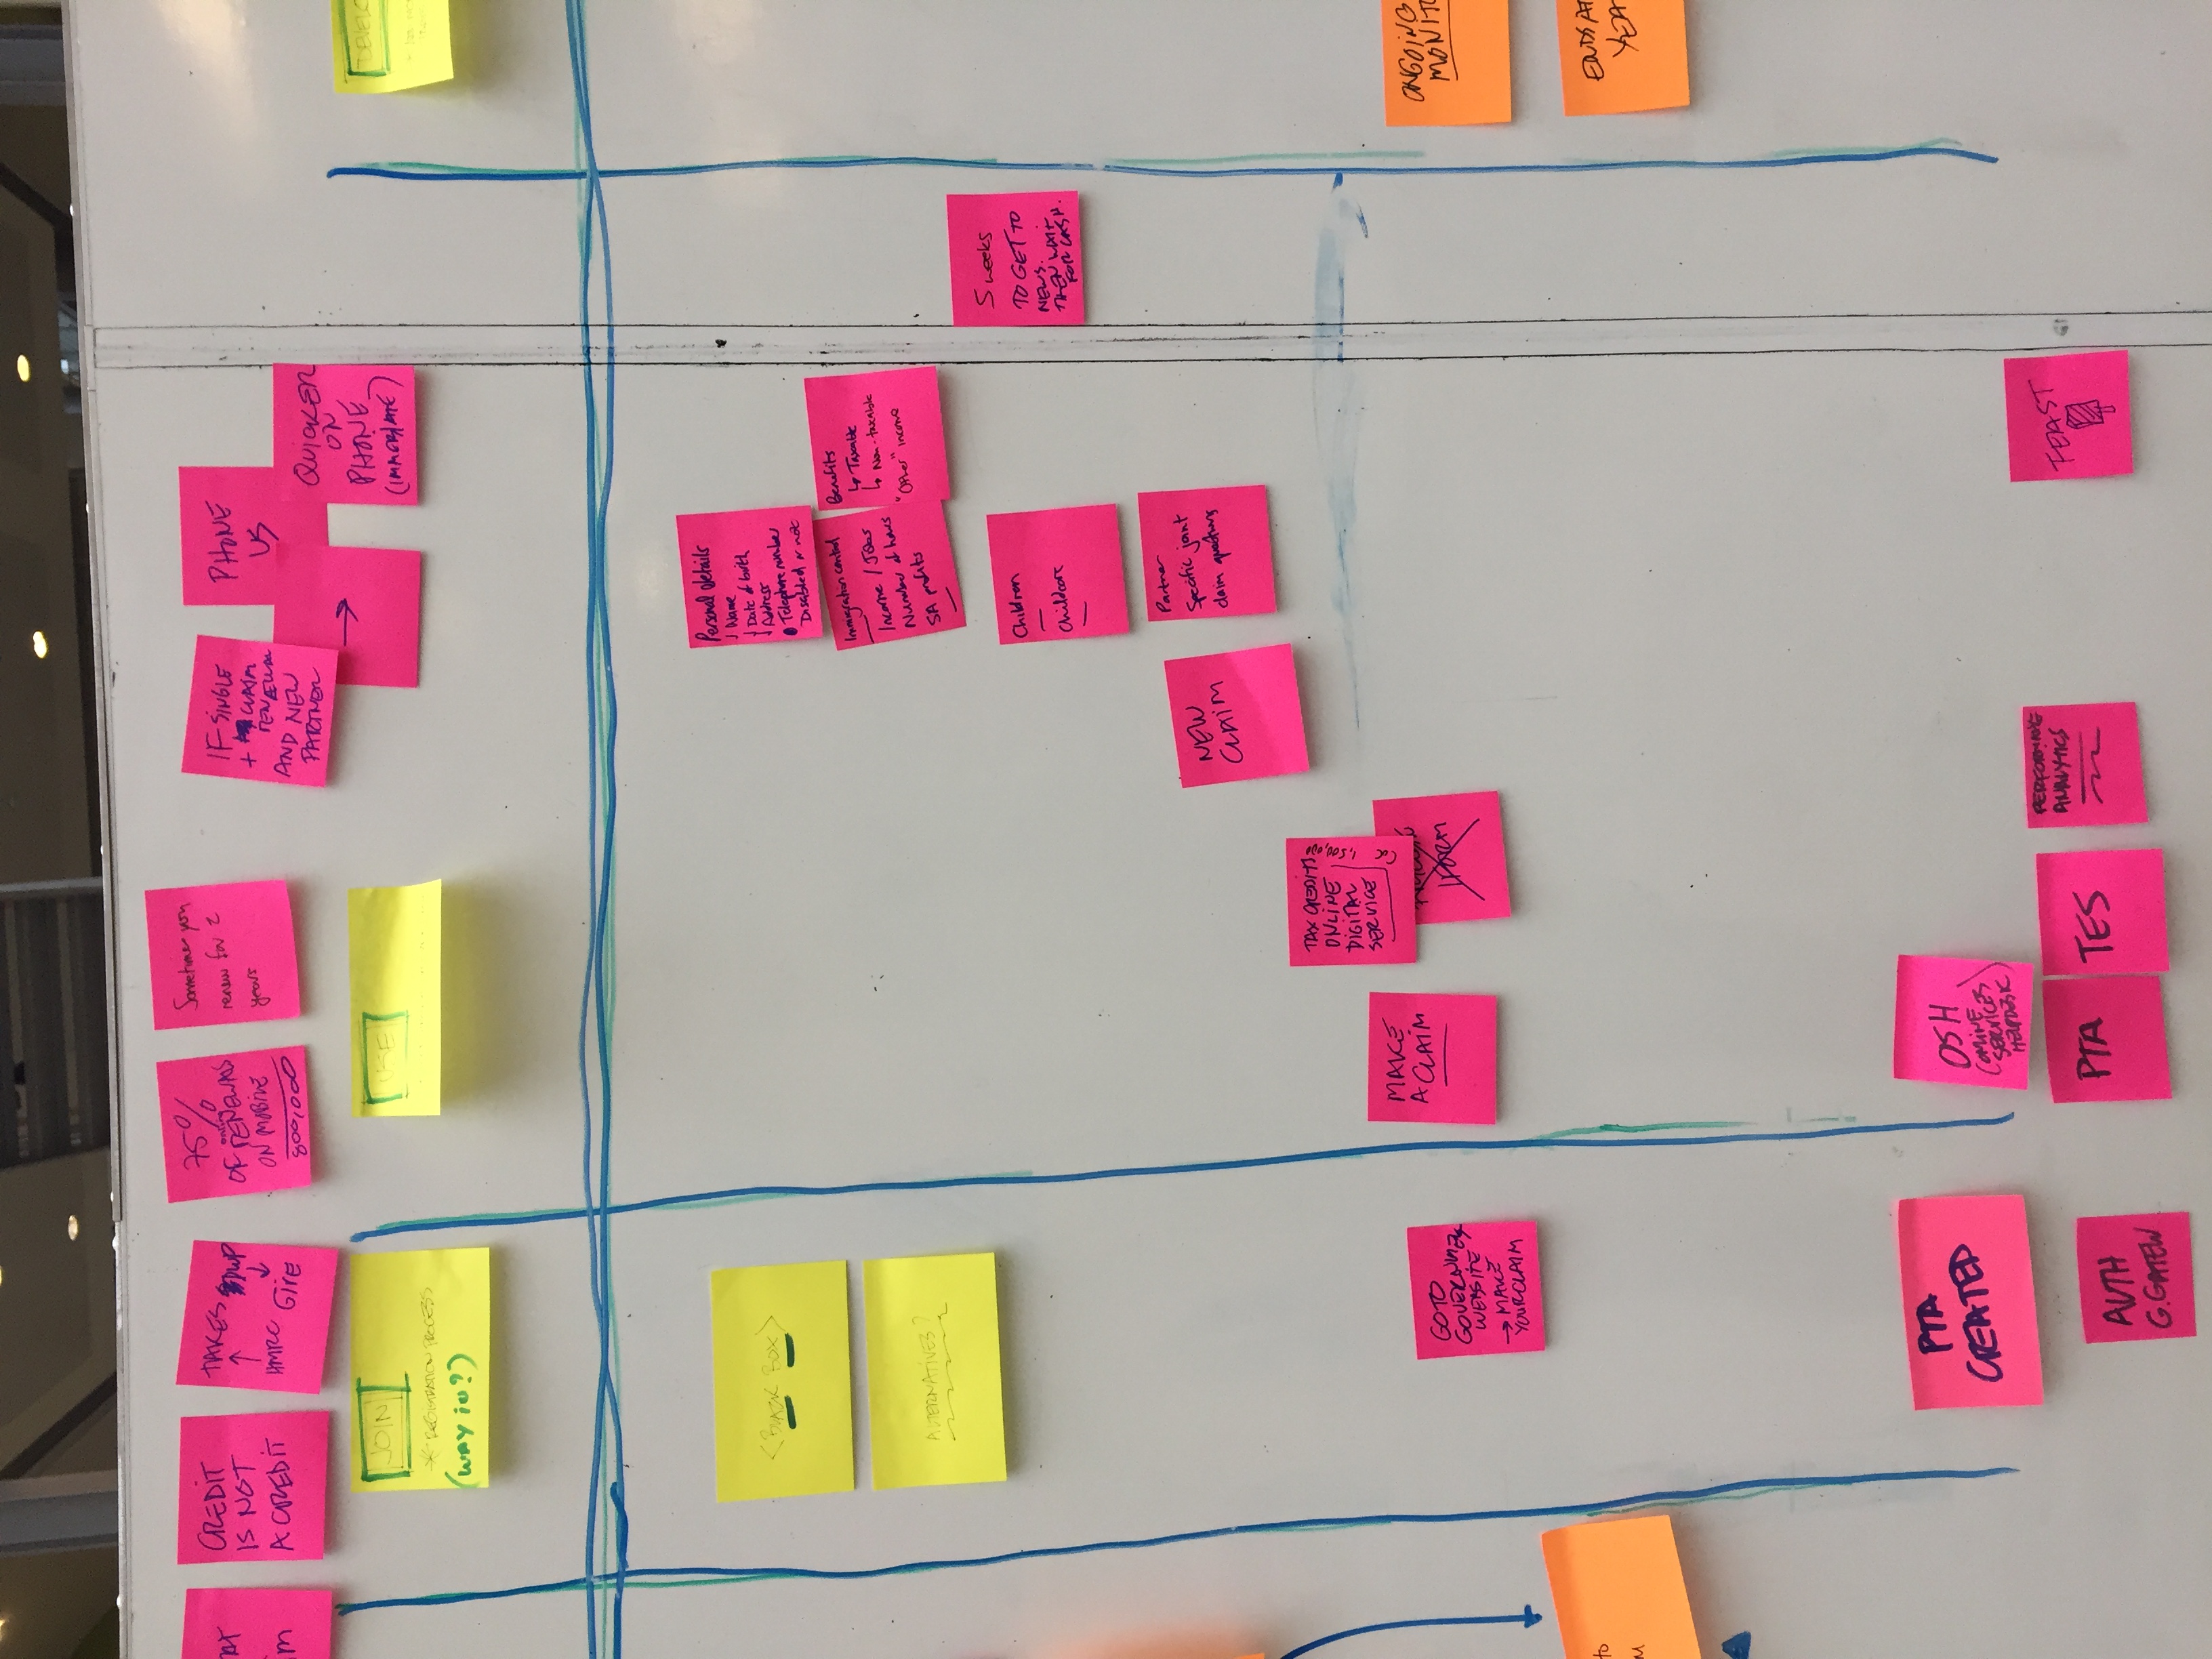 im
CREDIT
IS NOT
A CREDIT
TAKES
HMRC
DWP
GivE
75%
online
OF RENEWALS
ON MOBILE
800,000
Sometimes you
renew for 2
years
IF SINGLE
+ CLAIM
RENEWAL
AND NEW
PARTNER
PHONE
US
→
QUICKER
ON
PHONE
(IMMEDIATE)
JOIN
* REGISTRATION PROCESS
(WAY IN?)
USE
DEVELO
<BLACK BOX>
ALTERNATIVES?
Personal details
Name
Date of birth
Address
Telephone number
Disabled or not
Immigration control
Income / Jobs
Number of hours
SA profits
Benefits
↳ Taxable
↳ Non-taxable
"Other" income
Children
Childcare
5 weeks
TO GET TO
NEWS.
THEN WAIT
FOR CASH.
Partner
Specific joint
claim questions
NEW
CLAIM
TAX CREDITS
ONLINE
DIGITAL
SERVICE
1,500,000
MAKE
A CLAIM
GO TO
GOVERNMENT
WEBSITE
→ MAKE
YOUR CLAIM
ONGOING
MONITO
ENDS AT
YEA
to
PTA
CREATED
OSH
(ONLINE
SERVICES
HELPDESK)
AUTH
G.GATEW
PTA
TES
PERFORMANCE
ANALYTICS
FEAST